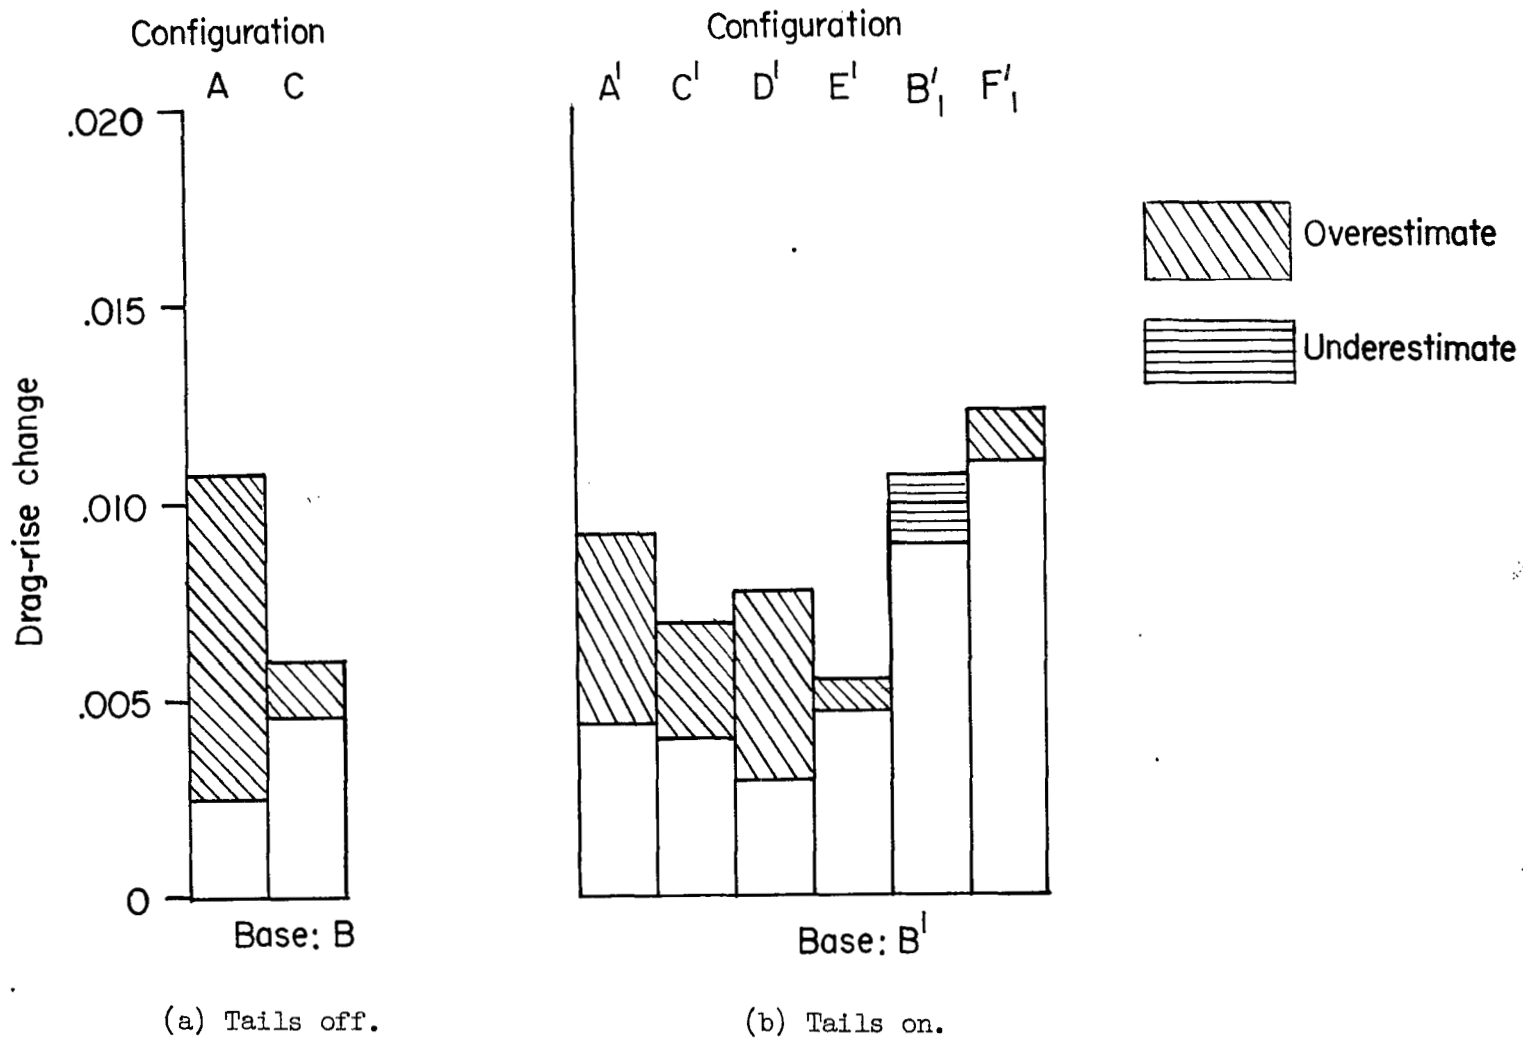 Configuration
A C
.020
.015
.010
.005
0
Drag-rise change
Base: B
(a) Tails off.
Configuration
A' C' D' E' B'₁ F'₁
Base: B'
(b) Tails on.
Overestimate
Underestimate